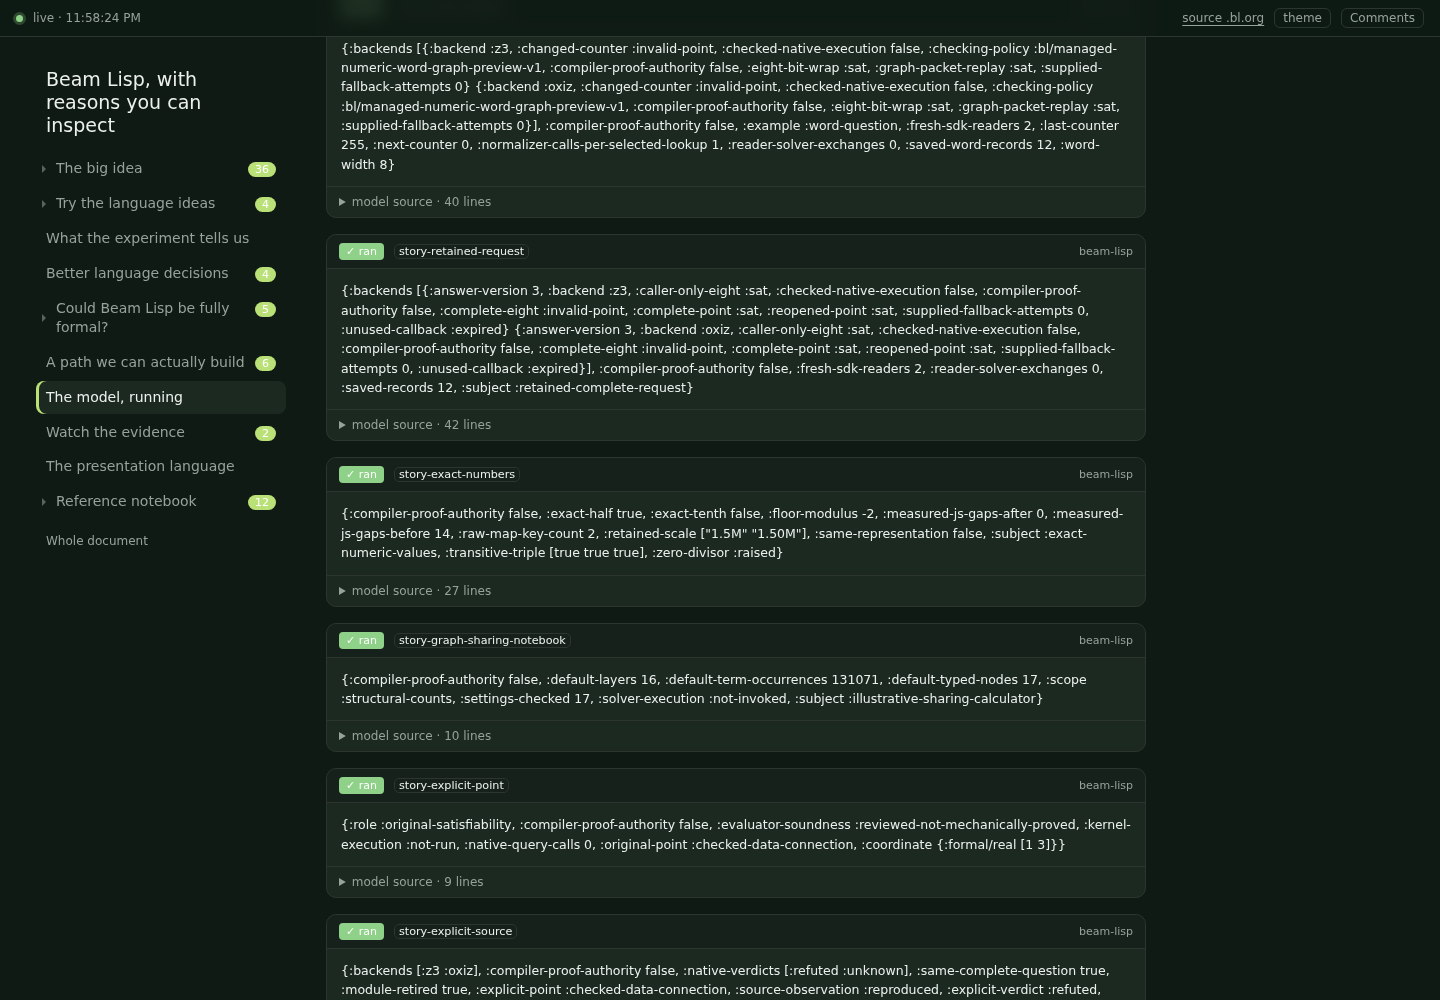 live · 11:58:24 PM
source .bl.org
theme
Comments
Beam Lisp, with
reasons you can
inspect
The big idea
36
Try the language ideas
4
What the experiment tells us
Better language decisions
4
Could Beam Lisp be fully
formal?
5
A path we can actually build
6
The model, running
Watch the evidence
2
The presentation language
Reference notebook
12
Whole document
{:backends [{:backend :z3, :changed-counter :invalid-point, :checked-native-execution false, :checking-policy :bl/managed-
numeric-word-graph-preview-v1, :compiler-proof-authority false, :eight-bit-wrap :sat, :graph-packet-replay :sat, :supplied-
fallback-attempts 0} {:backend :oxiz, :changed-counter :invalid-point, :checked-native-execution false, :checking-policy
:bl/managed-numeric-word-graph-preview-v1, :compiler-proof-authority false, :eight-bit-wrap :sat, :graph-packet-replay :sat,
:supplied-fallback-attempts 0}], :compiler-proof-authority false, :example :word-question, :fresh-sdk-readers 2, :last-counter
255, :next-counter 0, :normalizer-calls-per-selected-lookup 1, :reader-solver-exchanges 0, :saved-word-records 12, :word-
width 8}
model source · 40 lines
✓ ran
story-retained-request
beam-lisp
{:backends [{:answer-version 3, :backend :z3, :caller-only-eight :sat, :checked-native-execution false, :compiler-proof-
authority false, :complete-eight :invalid-point, :complete-point :sat, :reopened-point :sat, :supplied-fallback-attempts 0,
:unused-callback :expired} {:answer-version 3, :backend :oxiz, :caller-only-eight :sat, :checked-native-execution false,
:compiler-proof-authority false, :complete-eight :invalid-point, :complete-point :sat, :reopened-point :sat, :supplied-fallback-
attempts 0, :unused-callback :expired}], :compiler-proof-authority false, :fresh-sdk-readers 2, :reader-solver-exchanges 0,
:saved-records 12, :subject :retained-complete-request}
model source · 42 lines
✓ ran
story-exact-numbers
beam-lisp
{:compiler-proof-authority false, :exact-half true, :exact-tenth false, :floor-modulus -2, :measured-js-gaps-after 0, :measured-
js-gaps-before 14, :raw-map-key-count 2, :retained-scale ["1.5M" "1.50M"], :same-representation false, :subject :exact-
numeric-values, :transitive-triple [true true true], :zero-divisor :raised}
model source · 27 lines
✓ ran
story-graph-sharing-notebook
beam-lisp
{:compiler-proof-authority false, :default-layers 16, :default-term-occurrences 131071, :default-typed-nodes 17, :scope
:structural-counts, :settings-checked 17, :solver-execution :not-invoked, :subject :illustrative-sharing-calculator}
model source · 10 lines
✓ ran
story-explicit-point
beam-lisp
{:role :original-satisfiability, :compiler-proof-authority false, :evaluator-soundness :reviewed-not-mechanically-proved, :kernel-
execution :not-run, :native-query-calls 0, :original-point :checked-data-connection, :coordinate {:formal/real [1 3]}}
model source · 9 lines
✓ ran
story-explicit-source
beam-lisp
{:backends [:z3 :oxiz], :compiler-proof-authority false, :native-verdicts [:refuted :unknown], :same-complete-question true,
:module-retired true, :explicit-point :checked-data-connection, :source-observation :reproduced, :explicit-verdict :refuted,